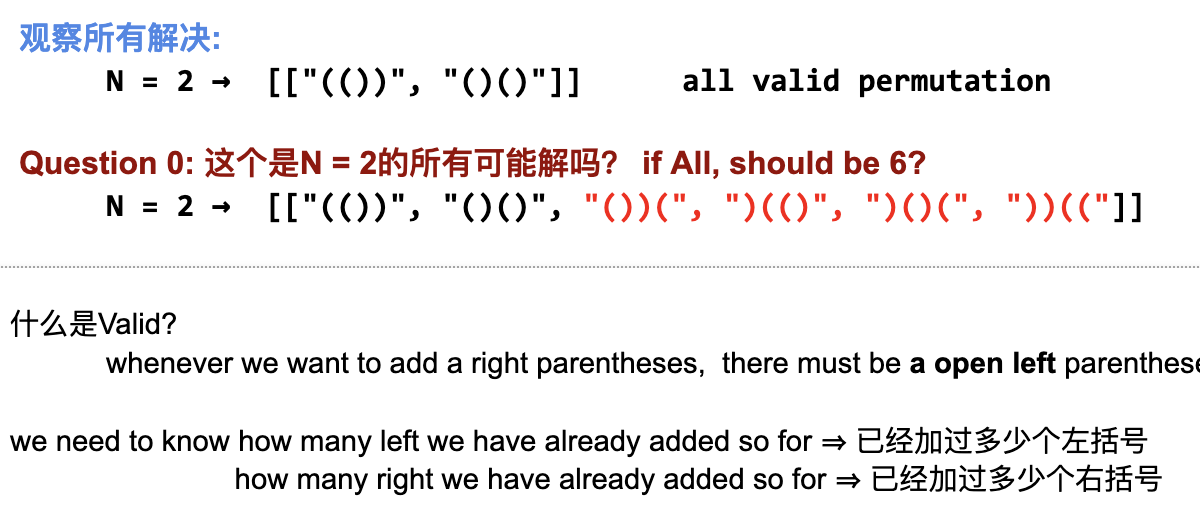 观察所有解决:
N = 2 → [["(())", "()()"]] all valid permutation
Question 0: 这个是N = 2的所有可能解吗? if All, should be 6?
N = 2 → [["(())", "()()", "())(", ")(()", ")()(", "))(("]]
什么是Valid?
whenever we want to add a right parentheses, there must be a open left parenthese
we need to know how many left we have already added so for ⇒ 已经加过多少个左括号
how many right we have already added so for ⇒ 已经加过多少个右括号